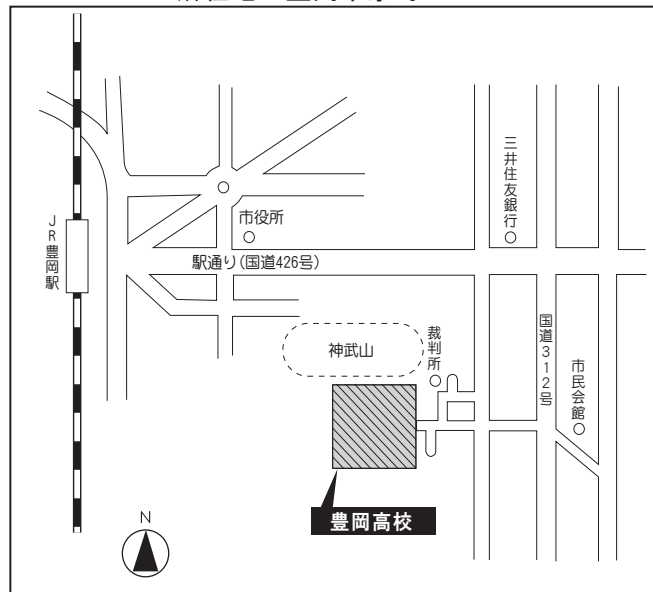 三井住友銀行
市役所
JR豊岡駅
駅通り(国道426号)
国道312号
神武山
裁判所
市民会館
豊岡高校
N